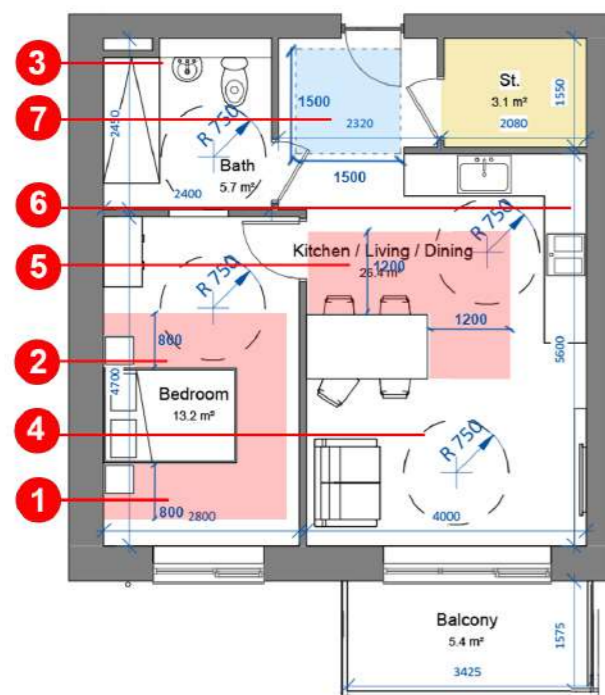 3
7
6
5
2
4
1
1500
2320
1500
St.
3.1 m²
2080
1550
2450
R 750
Bath
5.7 m²
2400
R 750
Kitchen / Living / Dining
26.4 m²
1200
1200
R 750
800
4700
Bedroom
13.2 m²
800
2800
R 750
4000
5600
Balcony
5.4 m²
1575
3425